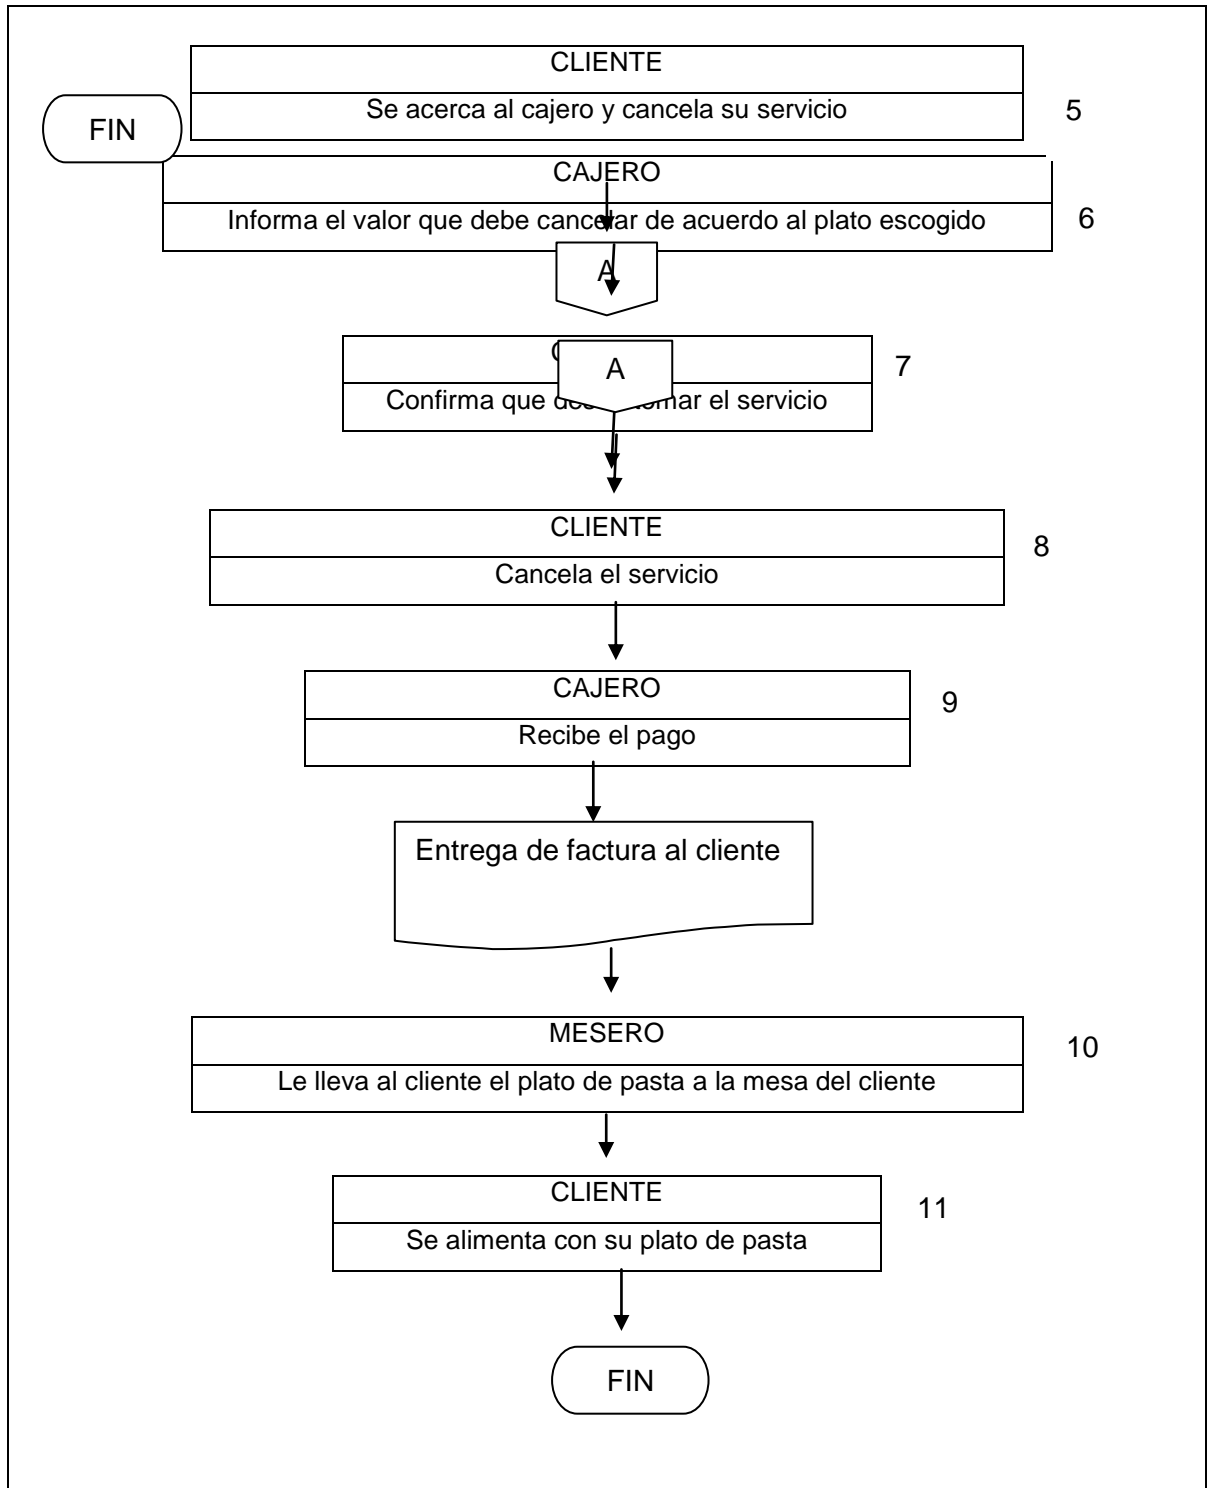 CLIENTE
Se acerca al cajero y cancela su servicio
5
FIN
CAJERO
Informa el valor que debe cancelar de acuerdo al plato escogido
6
A
7
A
Confirma que tomar el servicio
CLIENTE
8
Cancela el servicio
CAJERO
9
Recibe el pago
Entrega de factura al cliente
MESERO
10
Le lleva al cliente el plato de pasta a la mesa del cliente
CLIENTE
11
Se alimenta con su plato de pasta
FIN